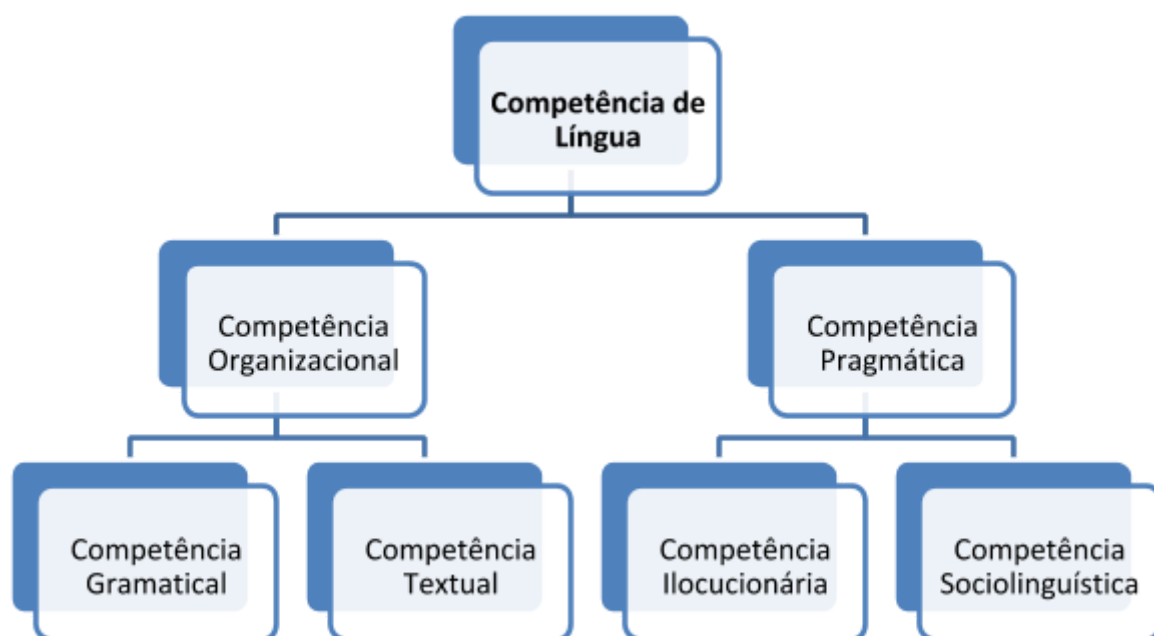 Competência de
Língua
Competência
Organizacional
Competência
Pragmática
Competência
Gramatical
Competência
Textual
Competência
Ilocucionária
Competência
Sociolinguística